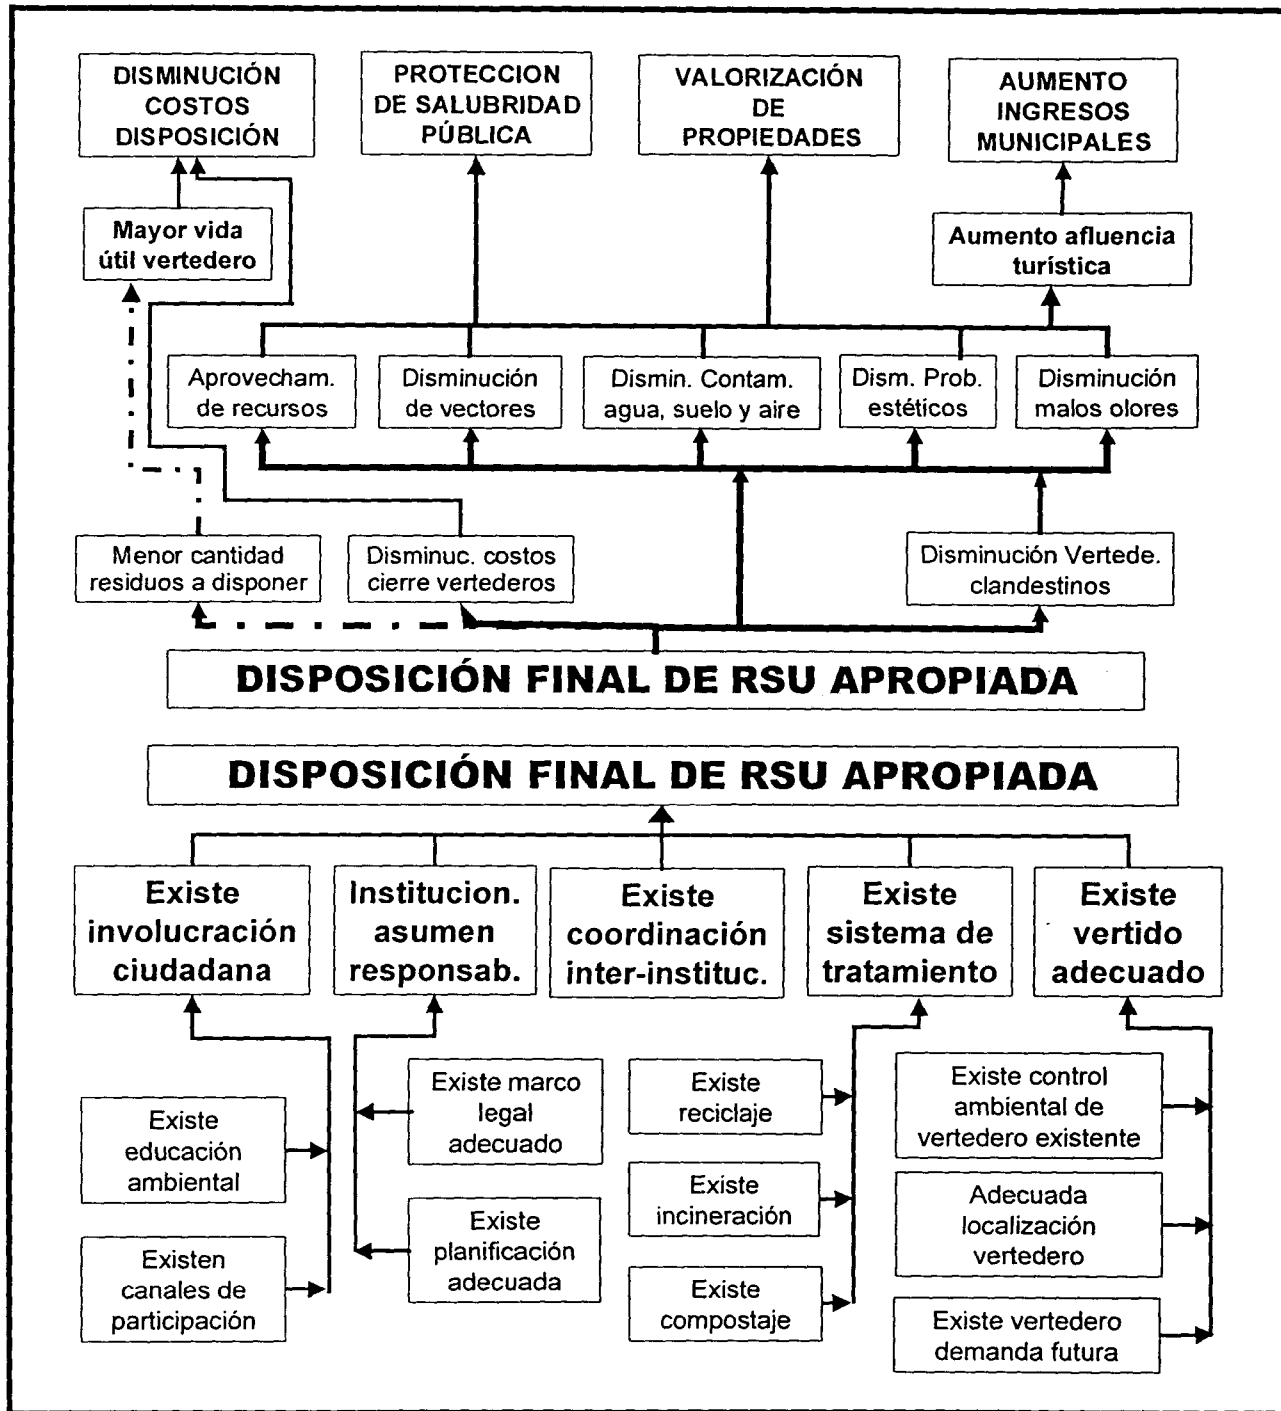 DISMINUCIÓN
COSTOS
DISPOSICIÓN
PROTECCION
DE SALUBRIDAD
PÚBLICA
VALORIZACIÓN
DE
PROPIEDADES
AUMENTO
INGRESOS
MUNICIPALES
Mayor vida
útil vertedero
Aumento afluencia
turística
Aprovecham.
de recursos
Disminución
de vectores
Dismin. Contam.
agua, suelo y aire
Dism. Prob.
estéticos
Disminución
malos olores
Menor cantidad
residuos a disponer
Disminuc. costos
cierre vertederos
Disminución Vertede.
clandestinos
DISPOSICIÓN FINAL DE RSU APROPIADA
DISPOSICIÓN FINAL DE RSU APROPIADA
Existe
involucración
ciudadana
Institucion.
asumen
responsab.
Existe
coordinación
inter-instituc.
Existe
sistema de
tratamiento
Existe
vertido
adecuado
Existe
educación
ambiental
Existen
canales de
participación
Existe marco
legal
adecuado
Existe
planificación
adecuada
Existe
reciclaje
Existe
incineración
Existe
compostaje
Existe control
ambiental de
vertedero existente
Adecuada
localización
vertedero
Existe vertedero
demanda futura